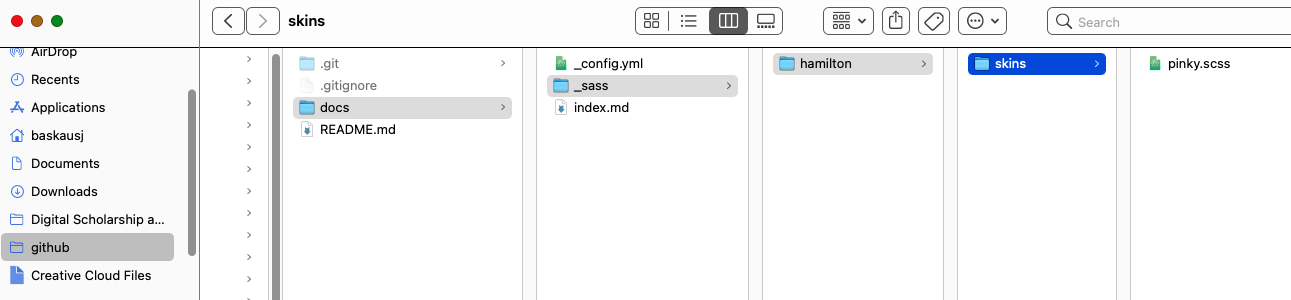 skins
Search
AirDrop
Recents
Applications
baskausj
Documents
Downloads
Digital Scholarship a...
github
Creative Cloud Files
.git
.gitignore
docs
README.md
_config.yml
_sass
index.md
hamilton
skins
pinky.scss